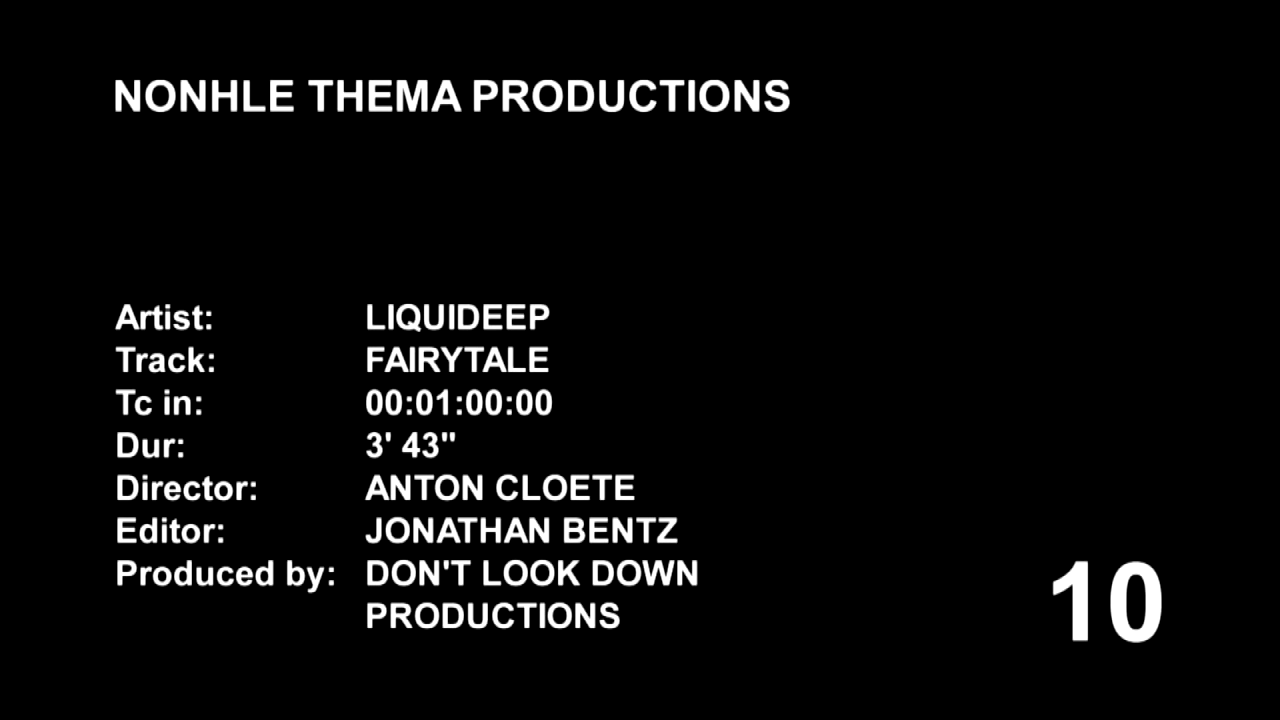 NONHLE THEMA PRODUCTIONS
Artist: LIQUIDEEP
Track: FAIRYTALE
Tc in: 00:01:00:00
Dur: 3' 43"
Director: ANTON CLOETE
Editor: JONATHAN BENTZ
Produced by: DON'T LOOK DOWN
PRODUCTIONS
10